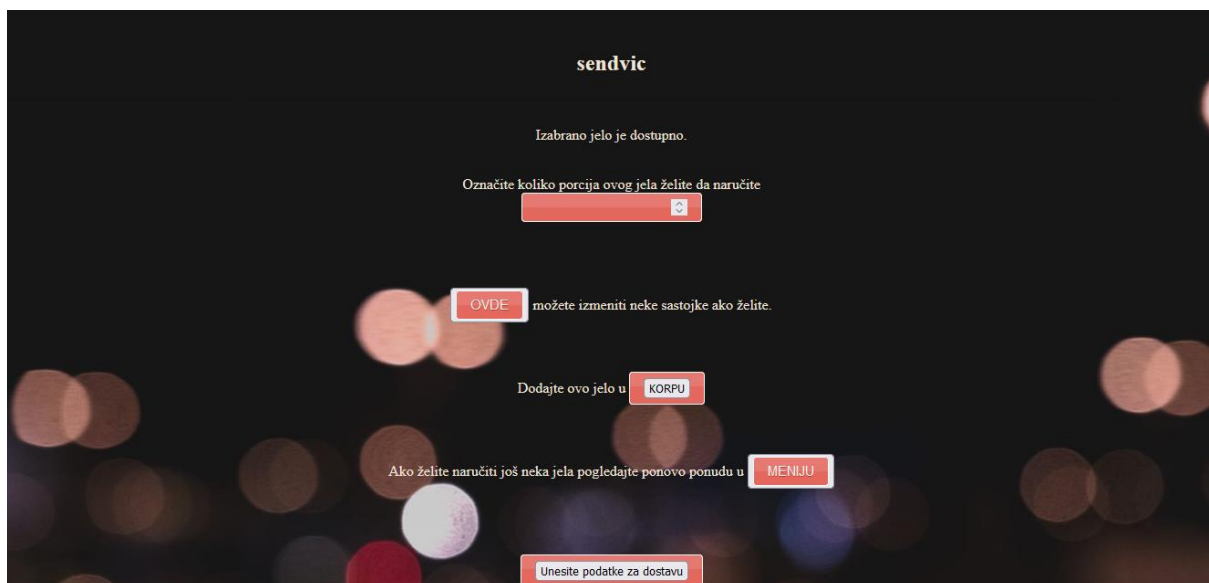 sendvic
Izabrano jelo je dostupno.
Označite koliko porcija ovog jela želite da naručite
OVDE možete izmeniti neke sastojke ako želite.
Dodajte ovo jelo u KORPU
Ako želite naručiti još neka jela pogledajte ponovo ponudu u MENIJU
Unesite podatke za dostavu